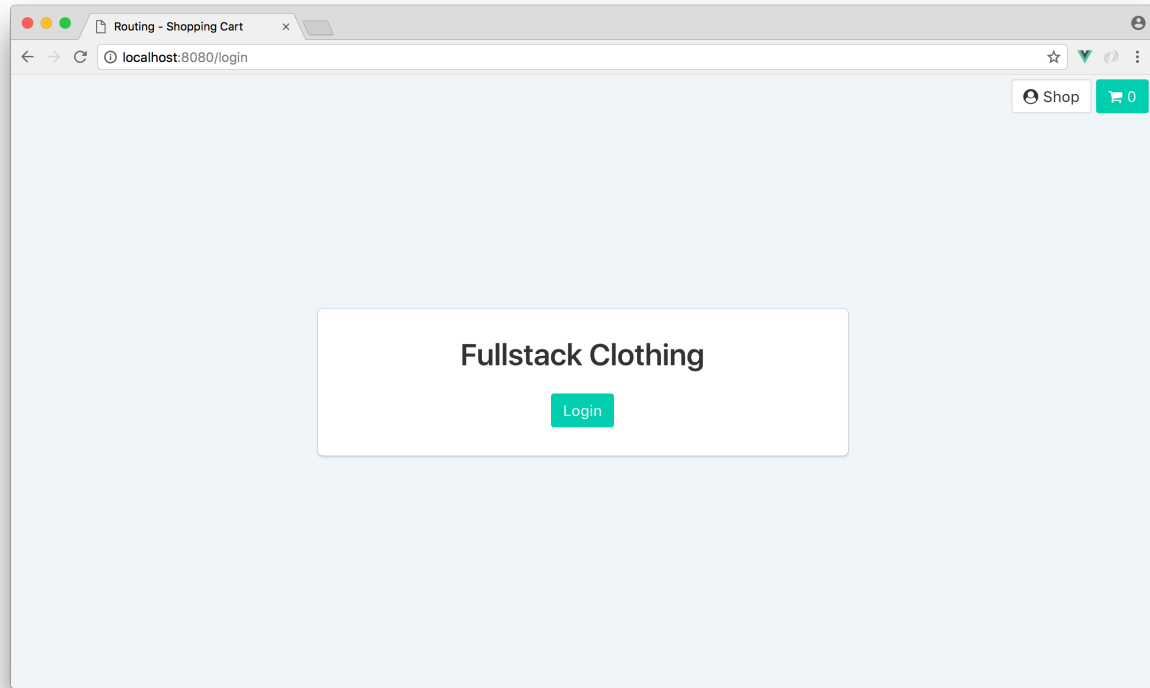 Routing - Shopping Cart
localhost:8080/login
Shop
0
Fullstack Clothing
Login